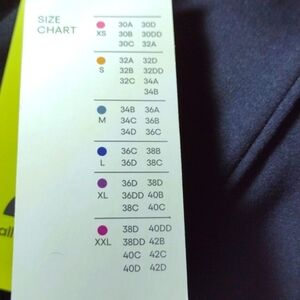 SIZE
CHART
XS 30A 30D
30B 30DD
30C 32A
S 32A 32D
32B 32DD
32C 34A
34B
M 34B 36A
34C 36B
34D 36C
L 36C 38B
36D 38C
XL 36D 38D
36DD 40B
38C 40C
XXL 38D 40DD
38DD 42B
40C 42C
40D 42D